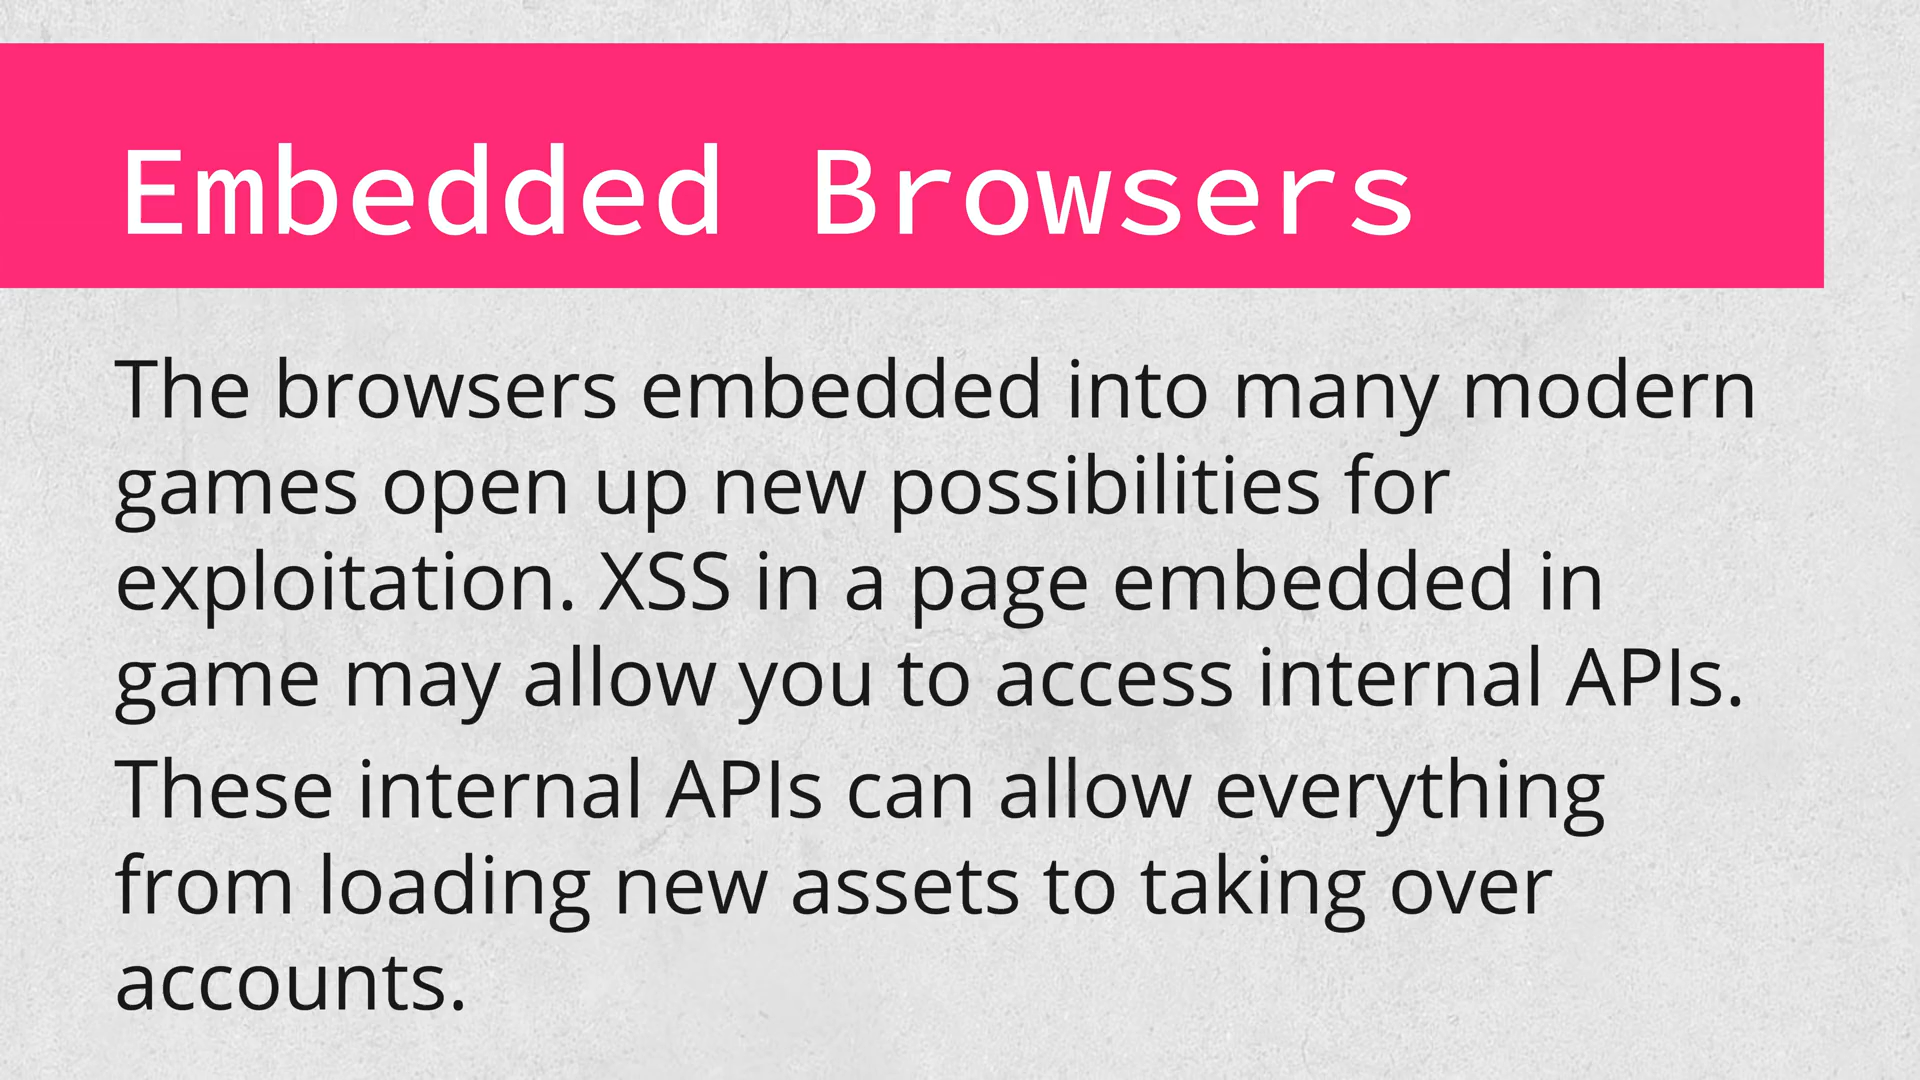 Embedded Browsers
The browsers embedded into many modern
games open up new possibilities for
exploitation. XSS in a page embedded in
game may allow you to access internal APIs.
These internal APIs can allow everything
from loading new assets to taking over
accounts.